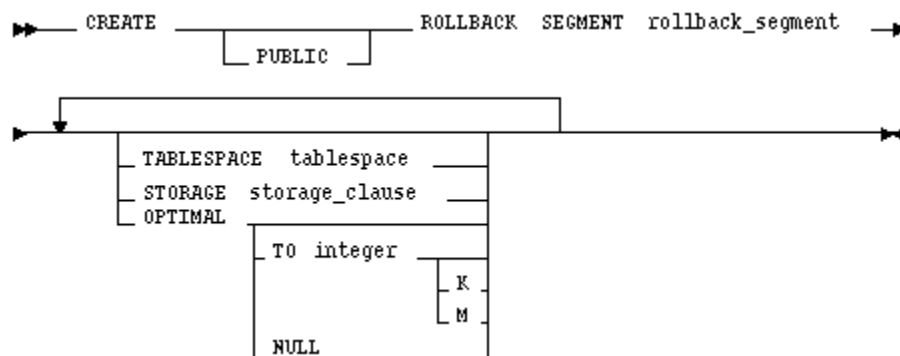 CREATE ROLLBACK SEGMENT rollback_segment
PUBLIC
TABLESPACE tablespace
STORAGE storage_clause
OPTIMAL
TO integer
K
M
NULL